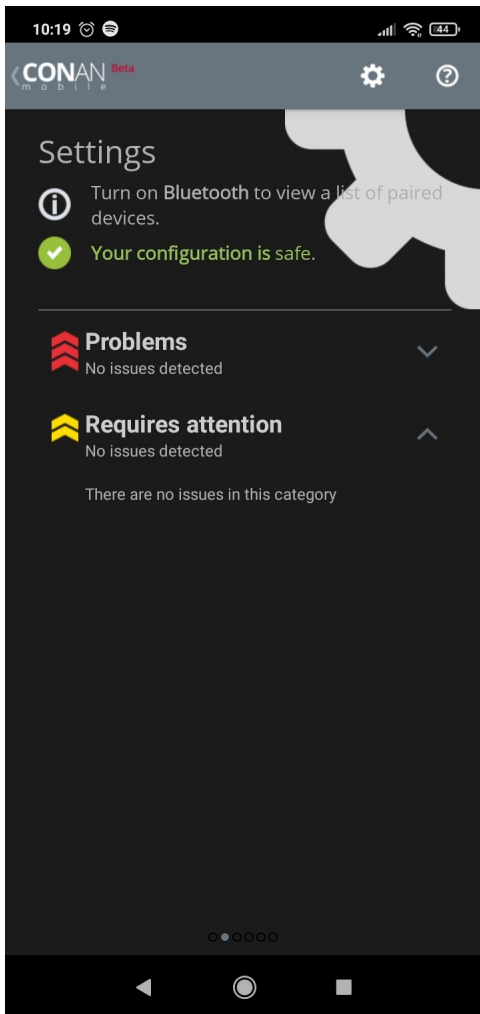 10:19
44
CONAN Beta
mobile
Settings
Turn on Bluetooth to view a list of paired
devices.
Your configuration is safe.
Problems
No issues detected
Requires attention
No issues detected
There are no issues in this category